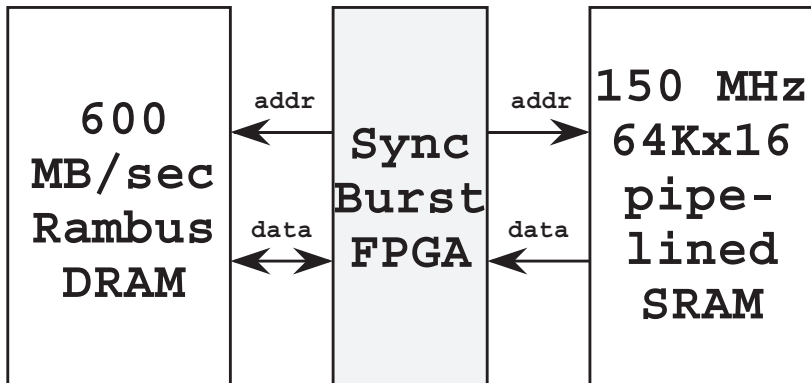 600
MB/sec
Rambus
DRAM
addr
data
Sync
Burst
FPGA
addr
data
150 MHz
64Kx16
pipe-
lined
SRAM